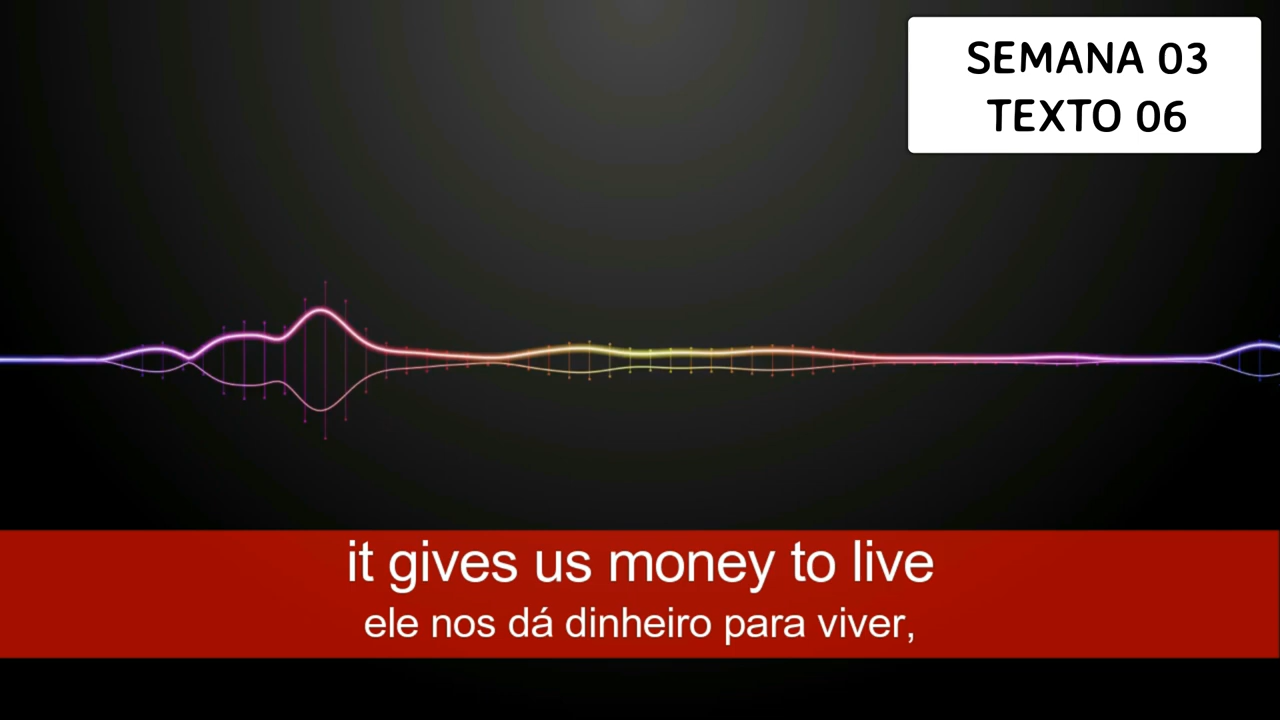 SEMANA 03
TEXTO 06
it gives us money to live
ele nos dá dinheiro para viver,